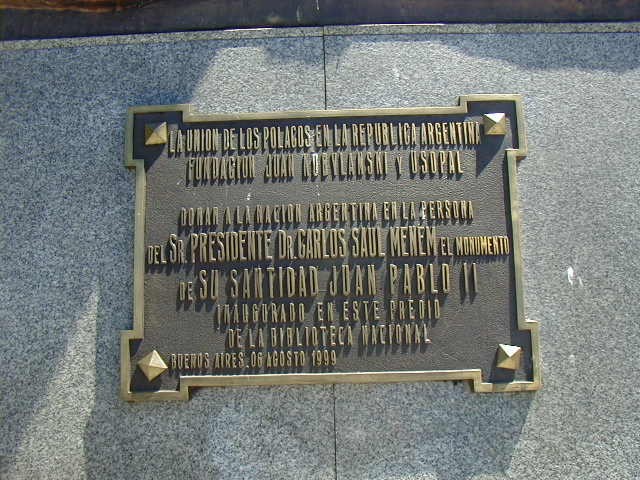 LA UNION DE LOS POLACOS EN LA REPUBLICA ARGENTINA
FUNDACION JUAN KOBYLANSKI Y USOPAL
DONAN A LA NACION ARGENTINA EN LA PERSONA
DEL SR. PRESIDENTE DR. CARLOS SAUL MENEM EL MONUMENTO
DE SU SANTIDAD JUAN PABLO II
INAUGURADO EN ESTE PREDIO
DE LA BIBLIOTECA NACIONAL
BUENOS AIRES, 06 AGOSTO 1999